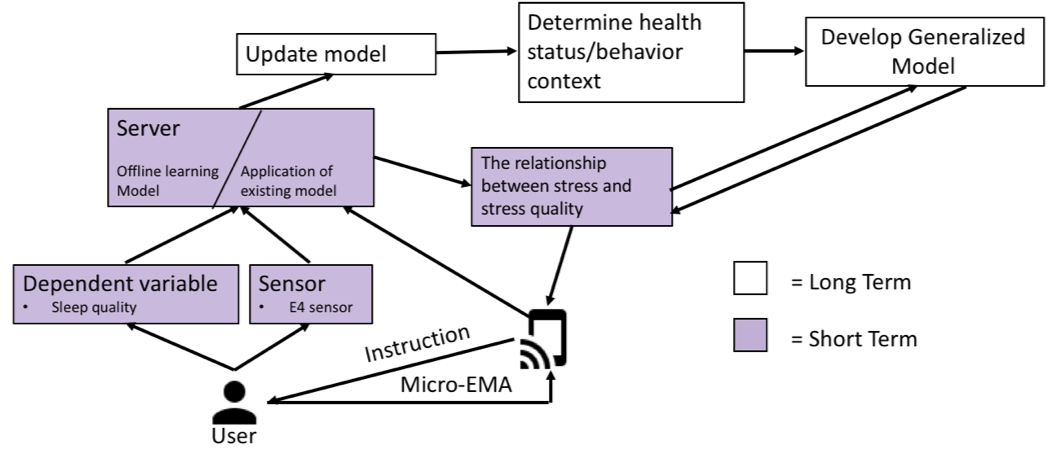 Update model
Determine health
status/behavior
context
Develop Generalized
Model
Server
Offline learning
Model
Application of
existing model
The relationship
between stress and
stress quality
Dependent variable
• Sleep quality
Sensor
• E4 sensor
= Long Term
= Short Term
Instruction
Micro-EMA
User